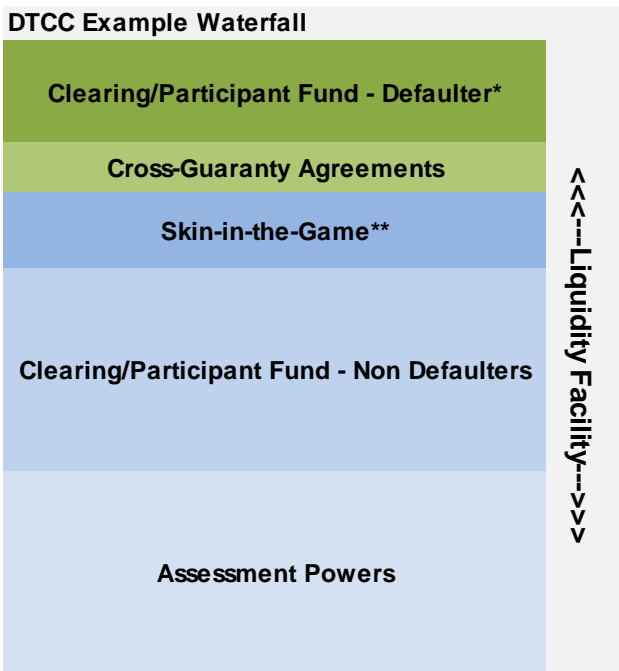 DTCC Example Waterfall
Clearing/Participant Fund - Defaulter*
Cross-Guaranty Agreements
Skin-in-the-Game**
Clearing/Participant Fund - Non Defaulters
Assessment Powers
<<<---Liquidity Facility--->>>